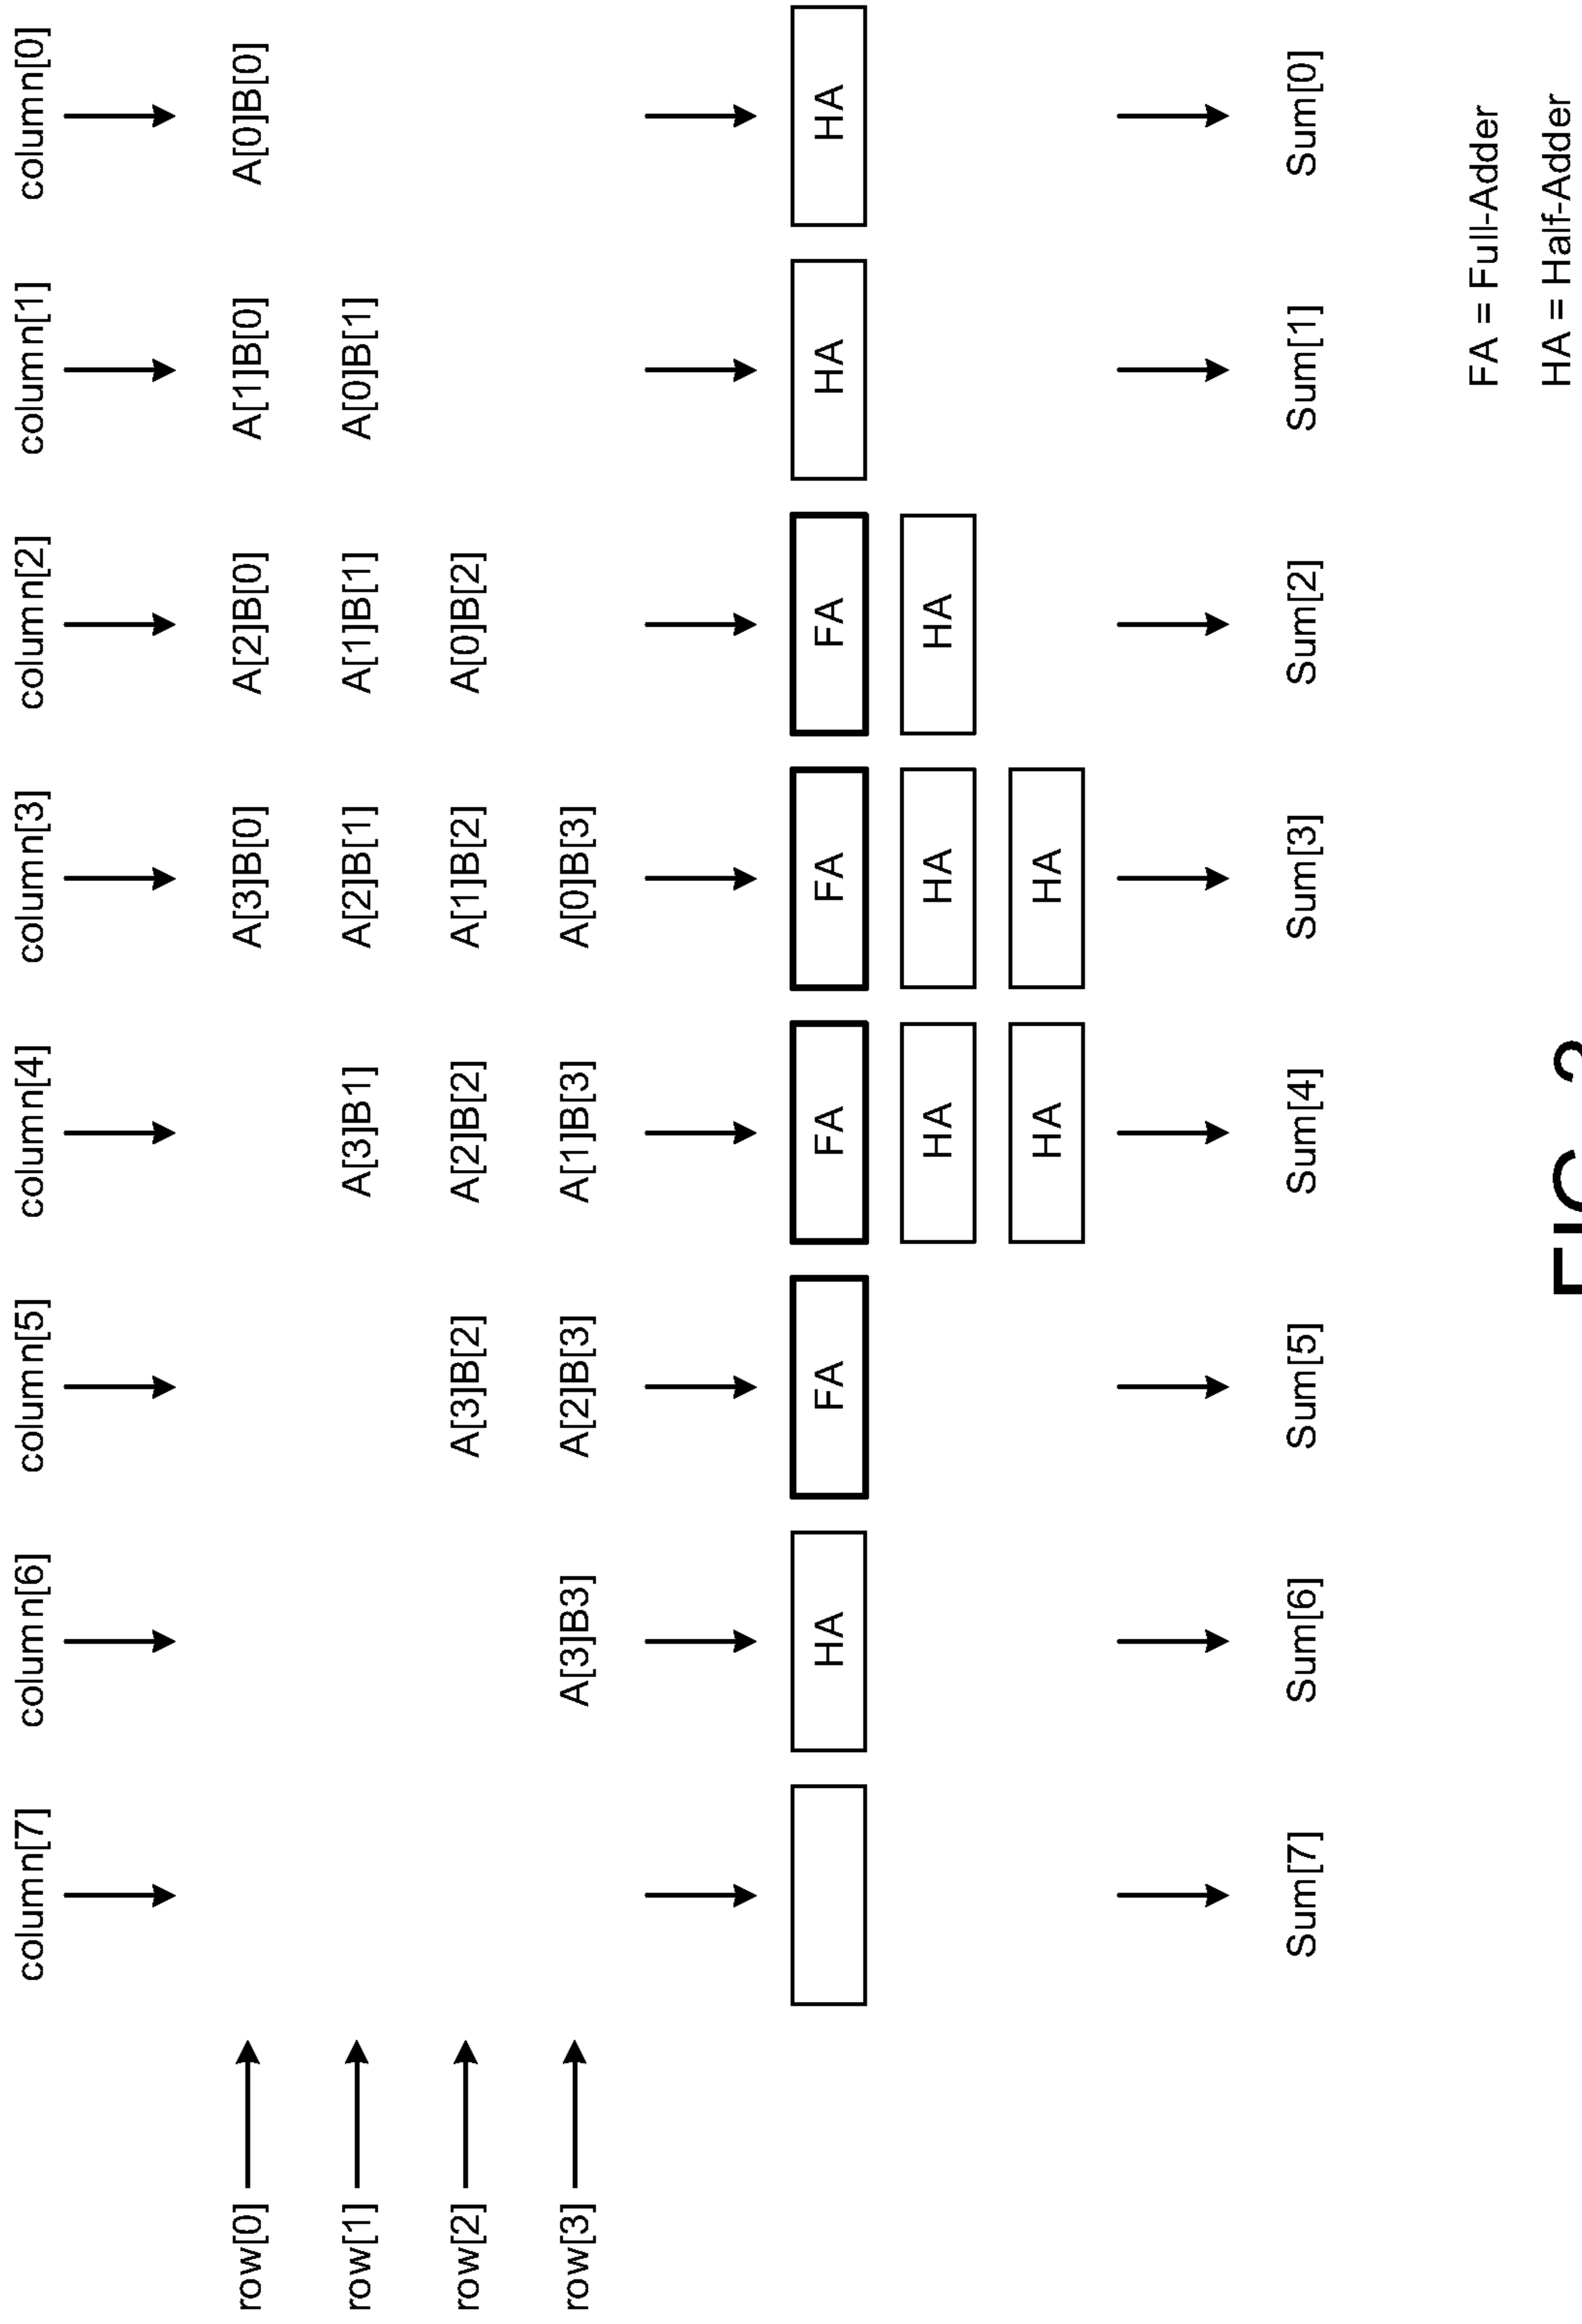 column[7] column[6] column[5] column[4] column[3] column[2] column[1] column[0]
row[0] A[3]B[0] A[2]B[0] A[1]B[0] A[0]B[0]
row[1] A[3]B1] A[2]B[1] A[1]B[1] A[0]B[1]
row[2] A[3]B[2] A[2]B[2] A[1]B[2] A[0]B[2]
row[3] A[3]B3] A[2]B[3] A[1]B[3] A[0]B[3]
HA FA FA FA FA HA HA
HA HA HA
HA HA
Sum[7] Sum[6] Sum[5] Sum[4] Sum[3] Sum[2] Sum[1] Sum[0]
FA = Full-Adder
HA = Half-Adder